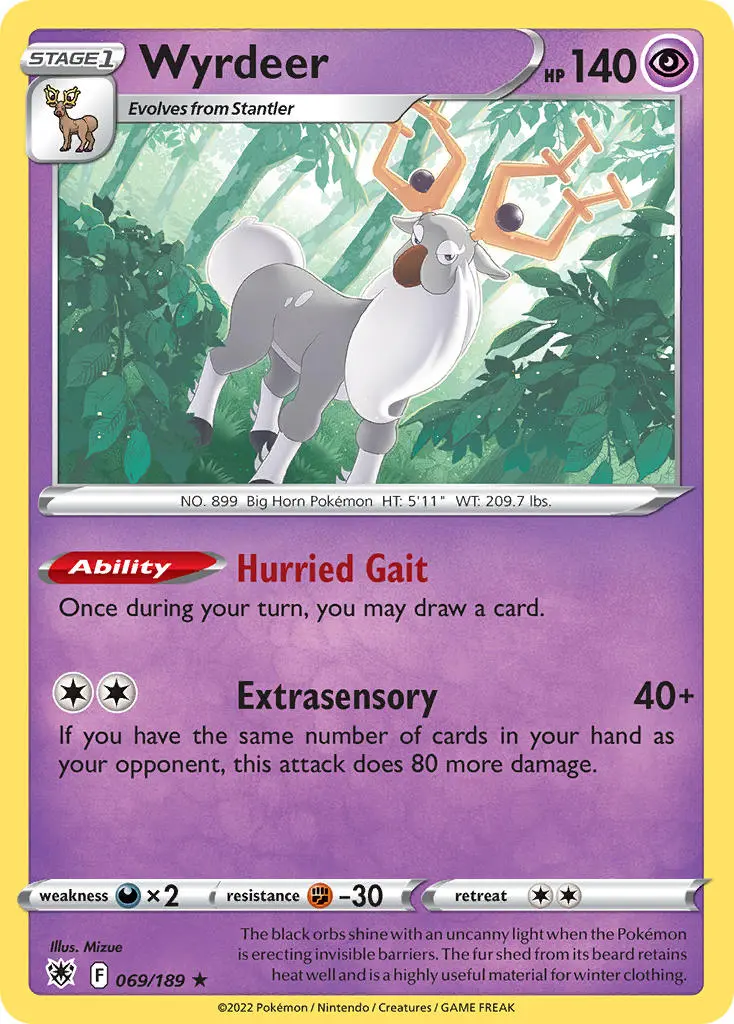 STAGE1
Wyrdeer
HP 140
Evolves from Stantler
NO. 899 Big Horn Pokémon HT: 5'11" WT: 209.7 lbs.
Ability Hurried Gait
Once during your turn, you may draw a card.
Extrasensory 40+
If you have the same number of cards in your hand as
your opponent, this attack does 80 more damage.
weakness ×2 resistance -30 retreat
Illus. Mizue
The black orbs shine with an uncanny light when the Pokémon
is erecting invisible barriers. The fur shed from its beard retains
heat well and is a highly useful material for winter clothing.
F 069/189 ★
©2022 Pokémon / Nintendo / Creatures / GAME FREAK